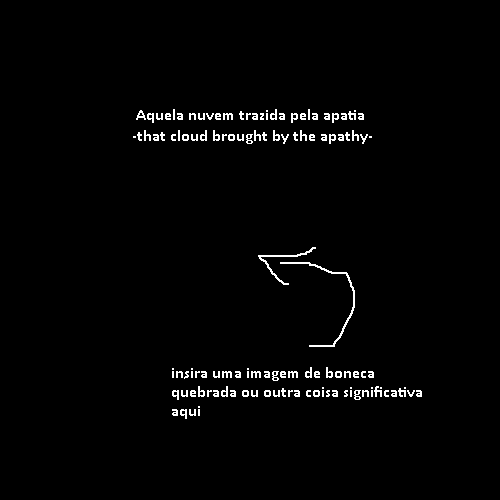 Aquela nuvem trazida pela apatia
-that cloud brought by the apathy-
insira uma imagem de boneca
quebrada ou outra coisa significativa
aqui